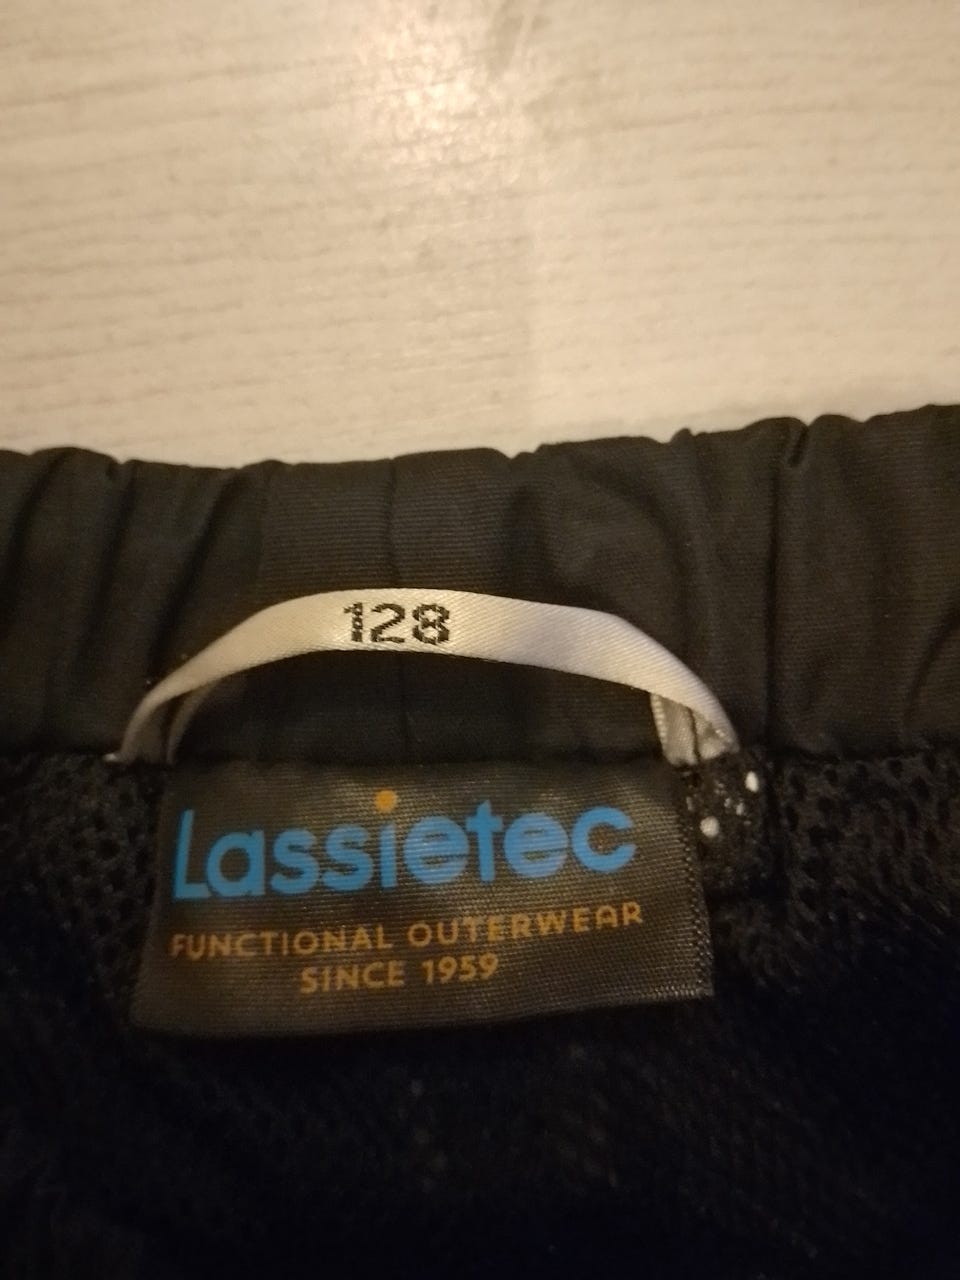 128
Lassietec
FUNCTIONAL OUTERWEAR
SINCE 1959